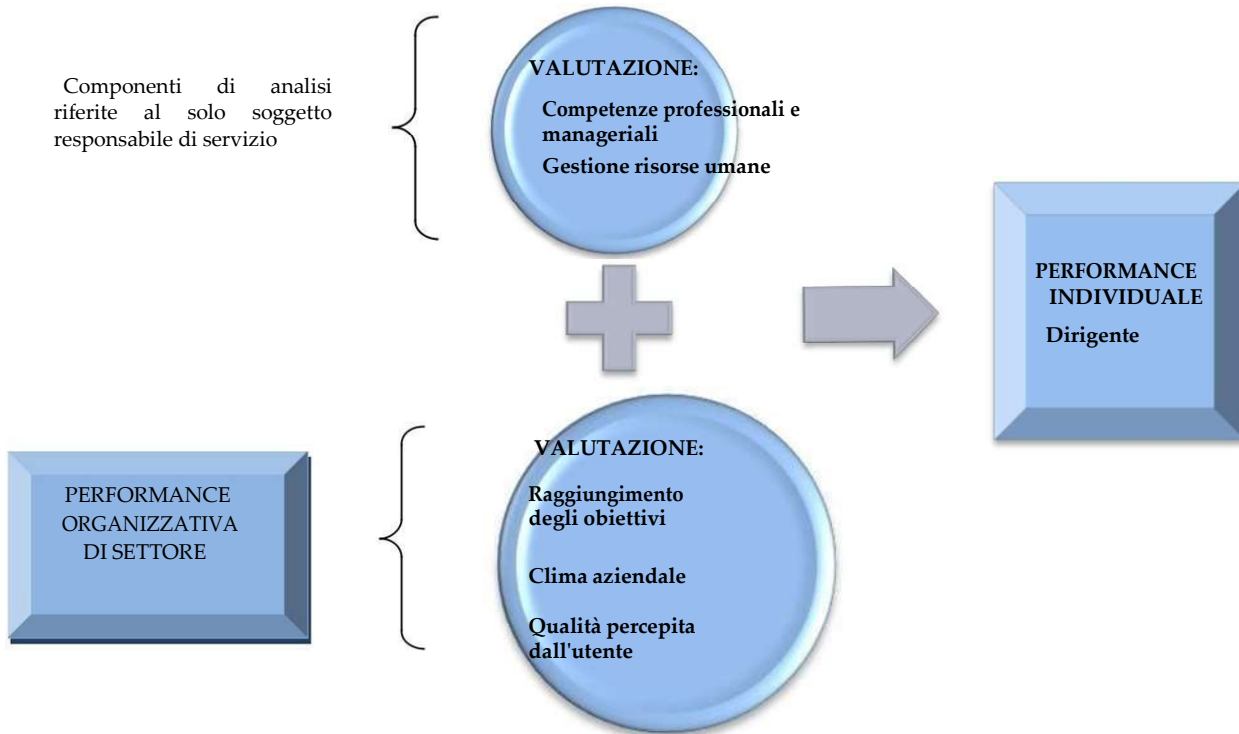 Componenti di analisi
riferite al solo soggetto
responsabile di servizio
VALUTAZIONE:
Competenze professionali e
manageriali
Gestione risorse umane
PERFORMANCE
INDIVIDUALE
Dirigente
PERFORMANCE
ORGANIZZATIVA
DI SETTORE
VALUTAZIONE:
Raggiungimento
degli obiettivi
Clima aziendale
Qualità percepita
dall'utente